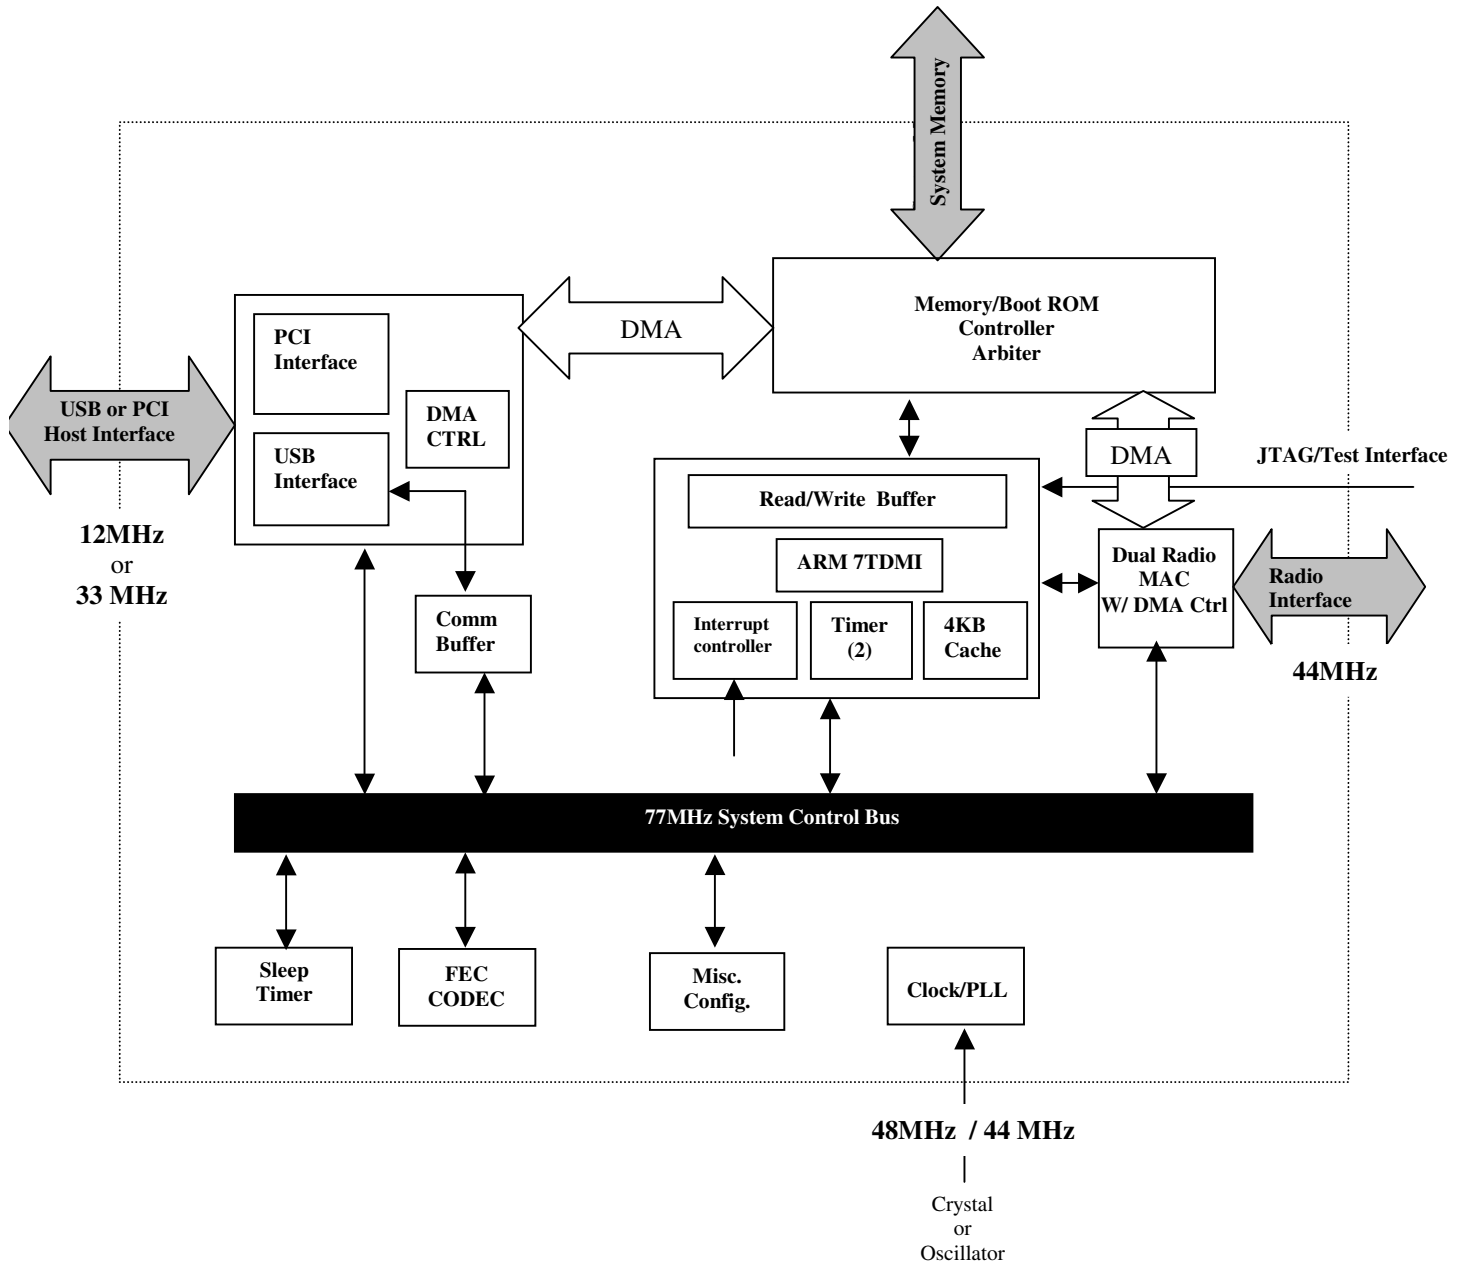 System Memory
Memory/Boot ROM
Controller
Arbiter
DMA
PCI
Interface
DMA
CTRL
USB
Interface
USB or PCI
Host Interface
12MHz
or
33 MHz
Comm
Buffer
DMA
JTAG/Test Interface
Read/Write Buffer
ARM 7TDMI
Interrupt
controller
Timer
(2)
4KB
Cache
Dual Radio
MAC
W/ DMA Ctrl
Radio
Interface
44MHz
77MHz System Control Bus
Sleep
Timer
FEC
CODEC
Misc.
Config.
Clock/PLL
48MHz / 44 MHz
Crystal
or
Oscillator